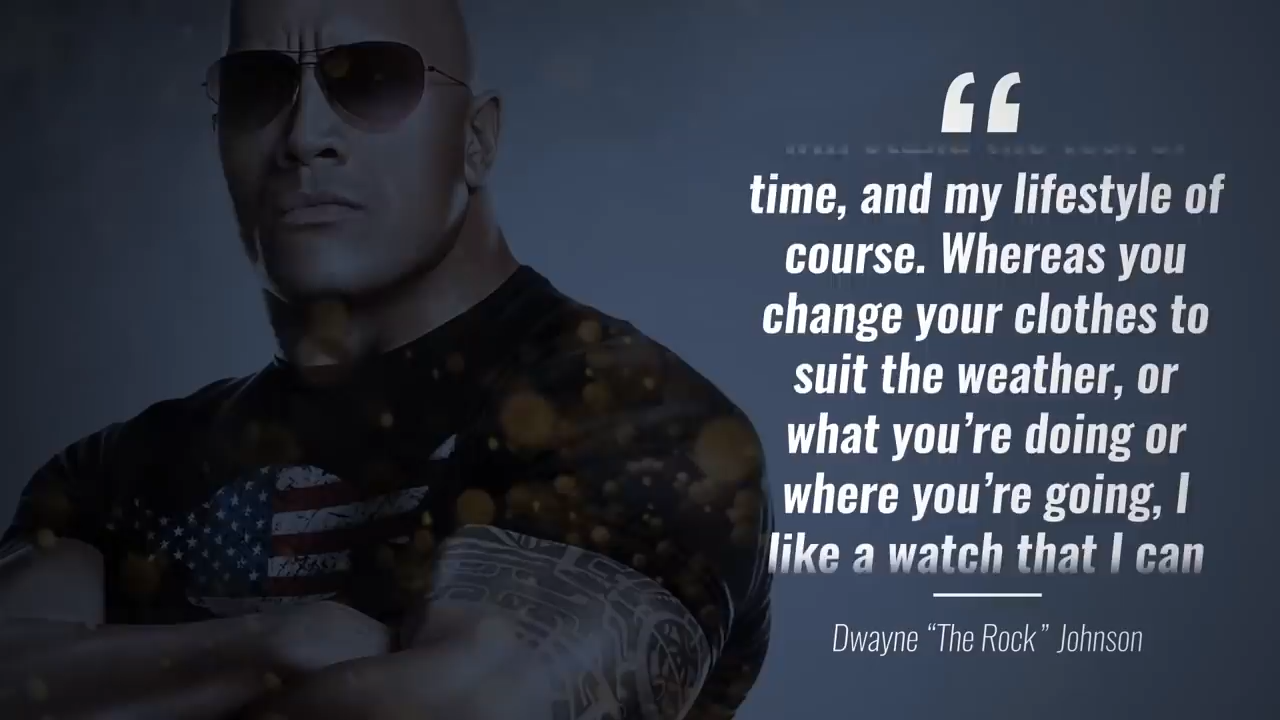 “
time, and my lifestyle of
course. Whereas you
change your clothes to
suit the weather, or
what you’re doing or
where you’re going, I
like a watch that I can
Dwayne “The Rock” Johnson